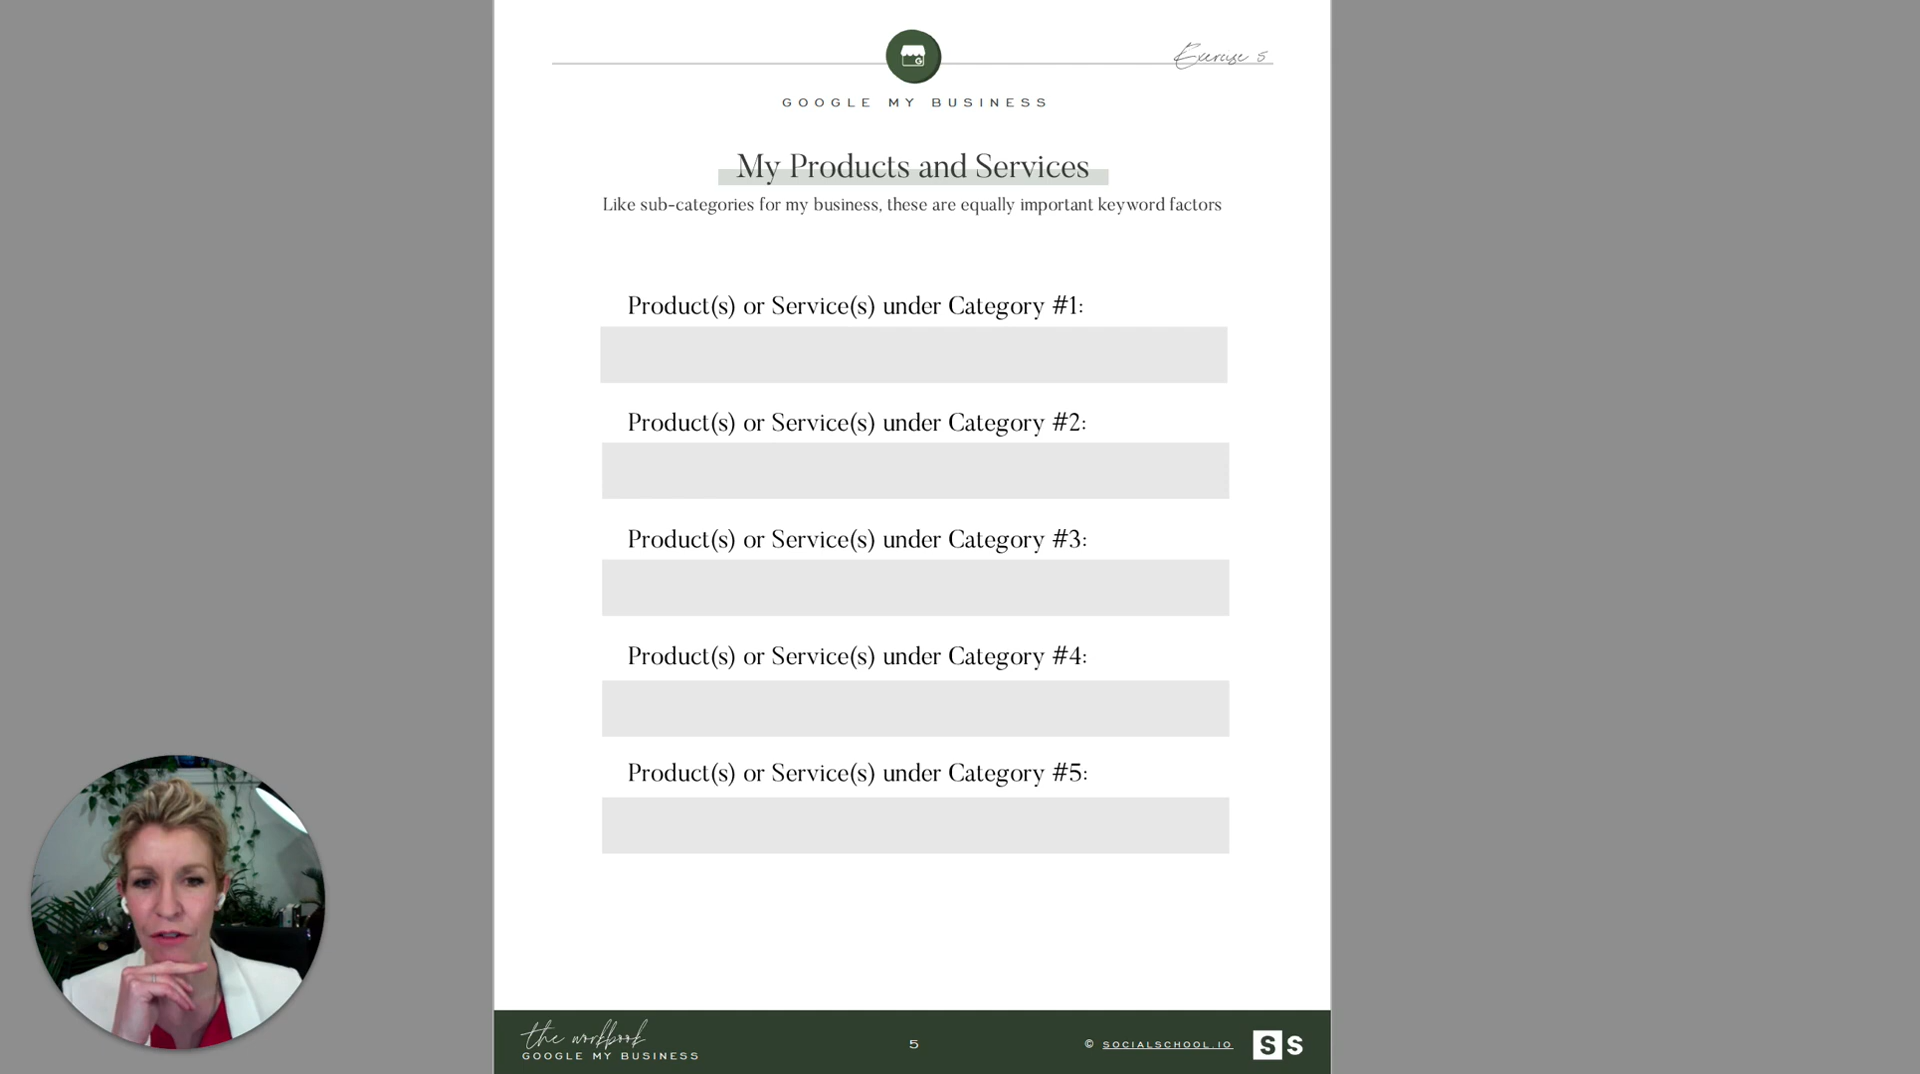 Exercise 5
GOOGLE MY BUSINESS
My Products and Services
Like sub-categories for my business, these are equally important keyword factors
Product(s) or Service(s) under Category #1:
Product(s) or Service(s) under Category #2:
Product(s) or Service(s) under Category #3:
Product(s) or Service(s) under Category #4:
Product(s) or Service(s) under Category #5:
the workbook
GOOGLE MY BUSINESS
5
© SOCIALSCHOOL.IO
SS